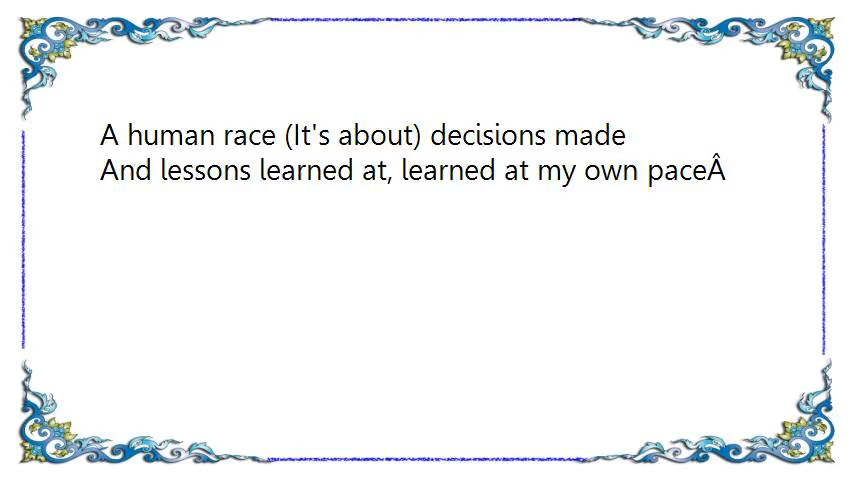 A human race (It's about) decisions made
And lessons learned at, learned at my own paceÂ